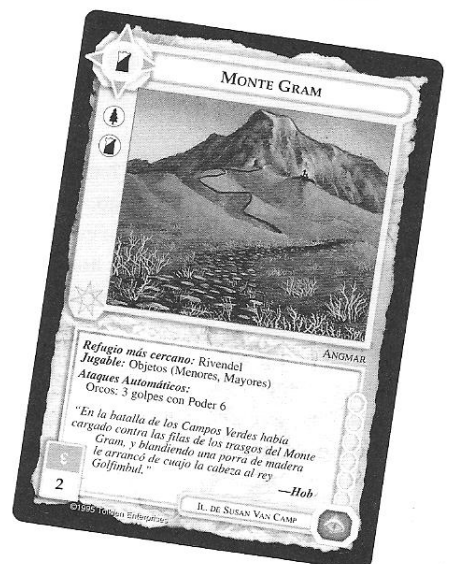 MONTE GRAM
ANGMAR
Refugio más cercano: Rivendel
Jugable: Objetos (Menores, Mayores)
Ataques Automáticos:
Orcos: 3 golpes con Poder 6
"En la batalla de los Campos Verdes había
cargado contra las filas de los trasgos del Monte
Gram, y blandiendo una porra de madera
le arrancó de cuajo la cabeza al rey
Golfimbul."
—Hob
2
IL. DE SUSAN VAN CAMP
©1995 Tolkien Enterprises